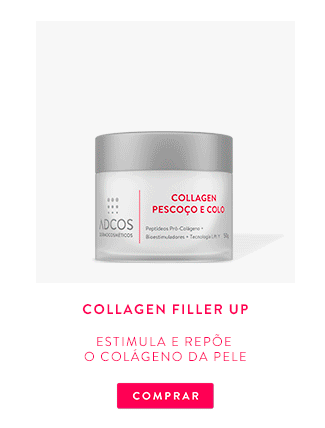 COLLAGEN
PESCOÇO E COLO
ADCOS
DERMOCOSMÉTICOS
Peptídeos Pró-Colágeno +
Bioestimuladores + Tecnologia Lift +
50g
COLLAGEN FILLER UP
ESTIMULA E REPÕE
O COLÁGENO DA PELE
COMPRAR